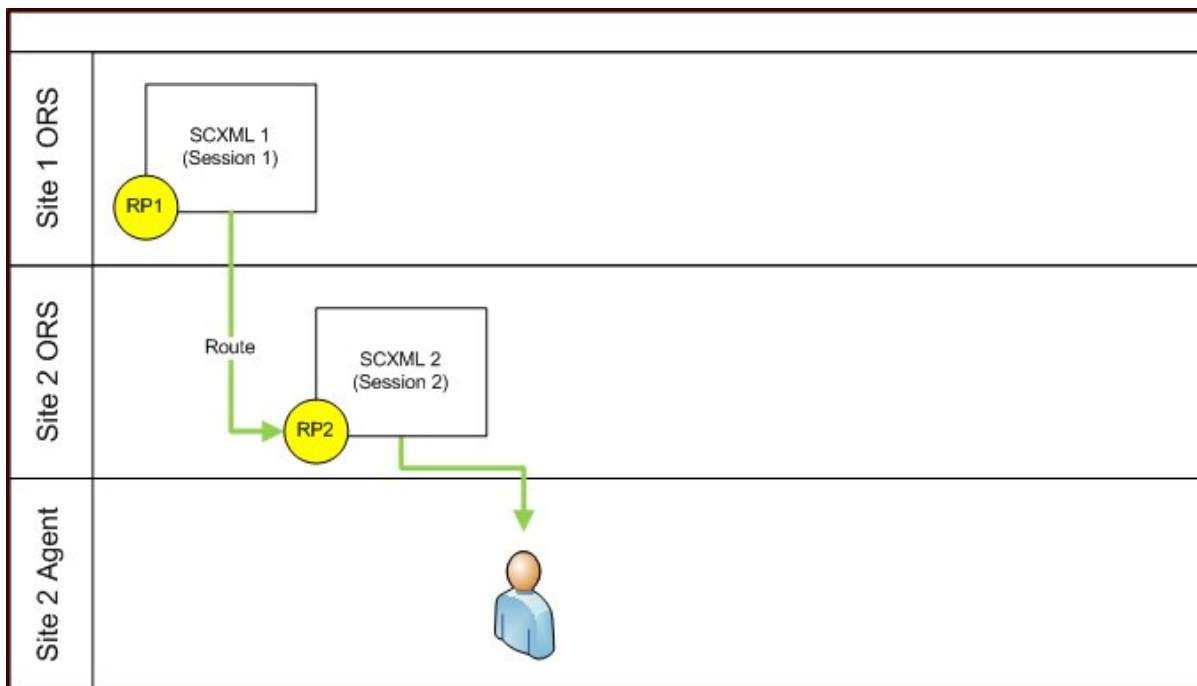 Site 1 ORS
SCXML 1
(Session 1)
RP1
Route
Site 2 ORS
SCXML 2
(Session 2)
RP2
Site 2 Agent